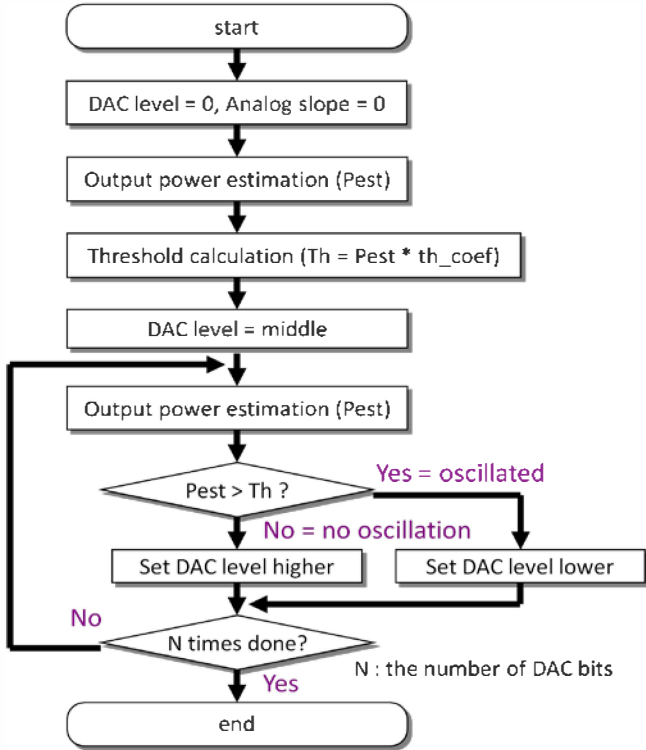 start
DAC level = 0, Analog slope = 0
Output power estimation (Pest)
Threshold calculation (Th = Pest * th_coef)
DAC level = middle
Output power estimation (Pest)
Pest > Th ?
Yes = oscillated
No = no oscillation
Set DAC level higher
Set DAC level lower
No
N times done?
N : the number of DAC bits
Yes
end